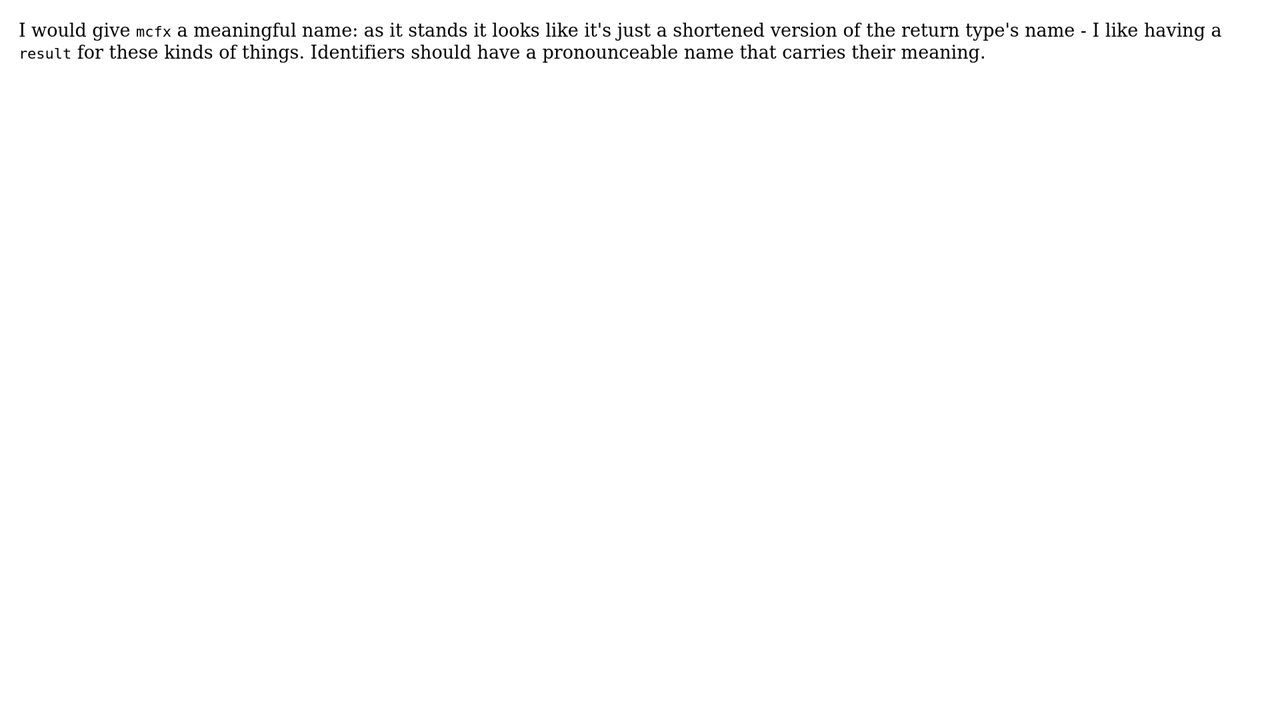 I would give mcfx a meaningful name: as it stands it looks like it's just a shortened version of the return type's name - I like having a
result for these kinds of things. Identifiers should have a pronounceable name that carries their meaning.